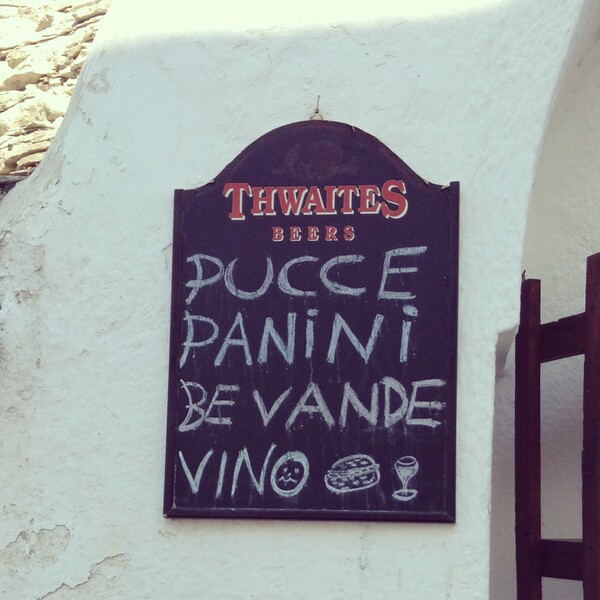 THWAITES
BEERS
PUCCE
PANiNi
BEVANDE
VINO